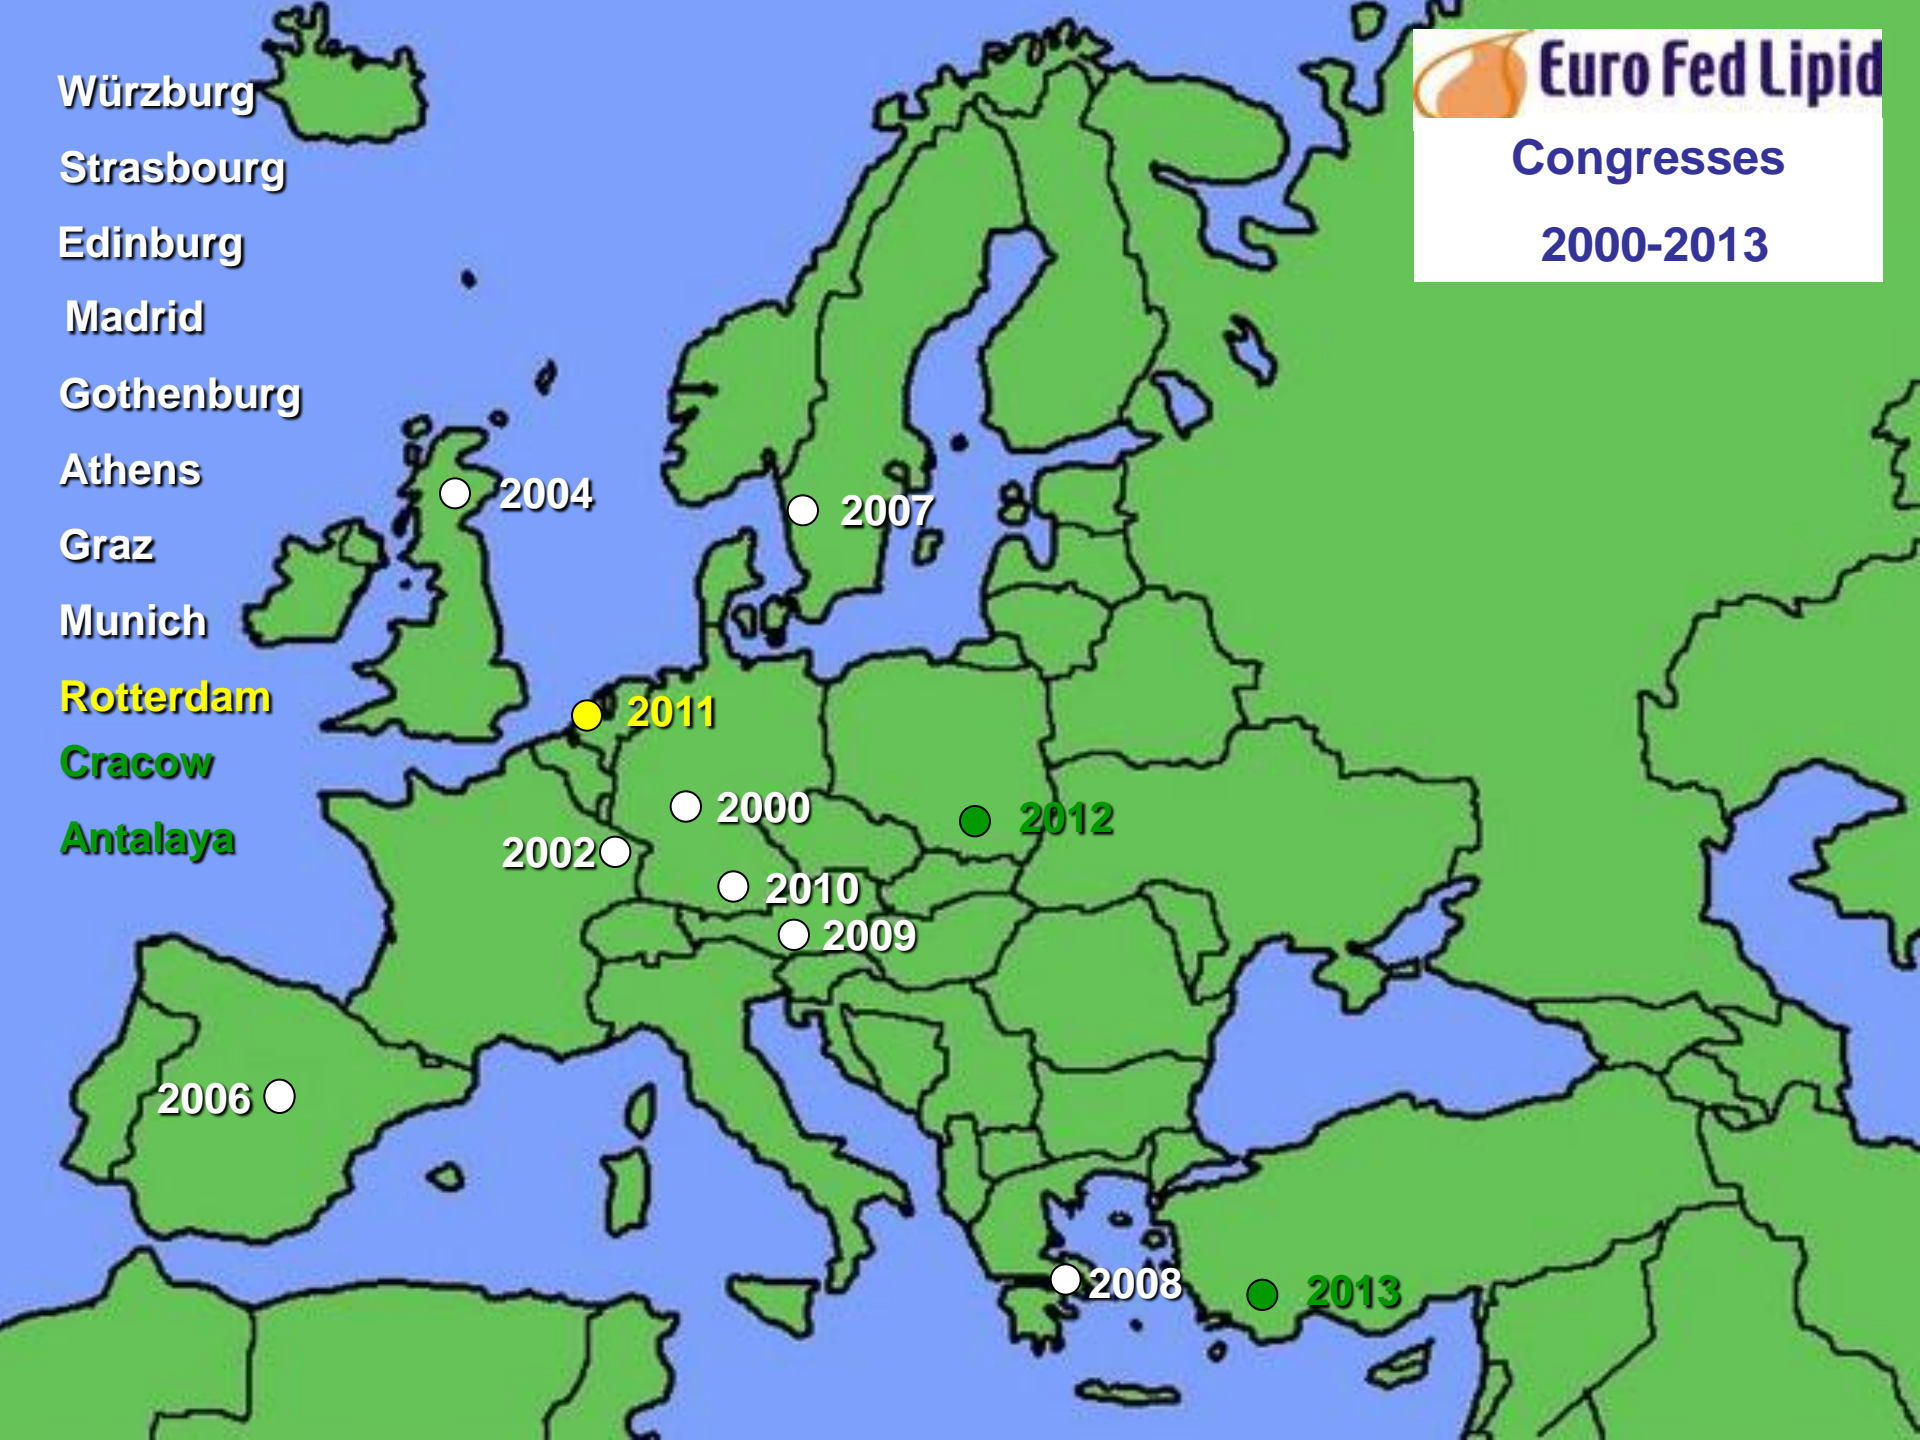 Euro Fed Lipid
Congresses
2000-2013
Würzburg
Strasbourg
Edinburg
Madrid
Gothenburg
Athens
Graz
Munich
Rotterdam
Cracow
Antalaya
2004
2007
2011
2000
2012
2002
2010
2009
2006
2008
2013